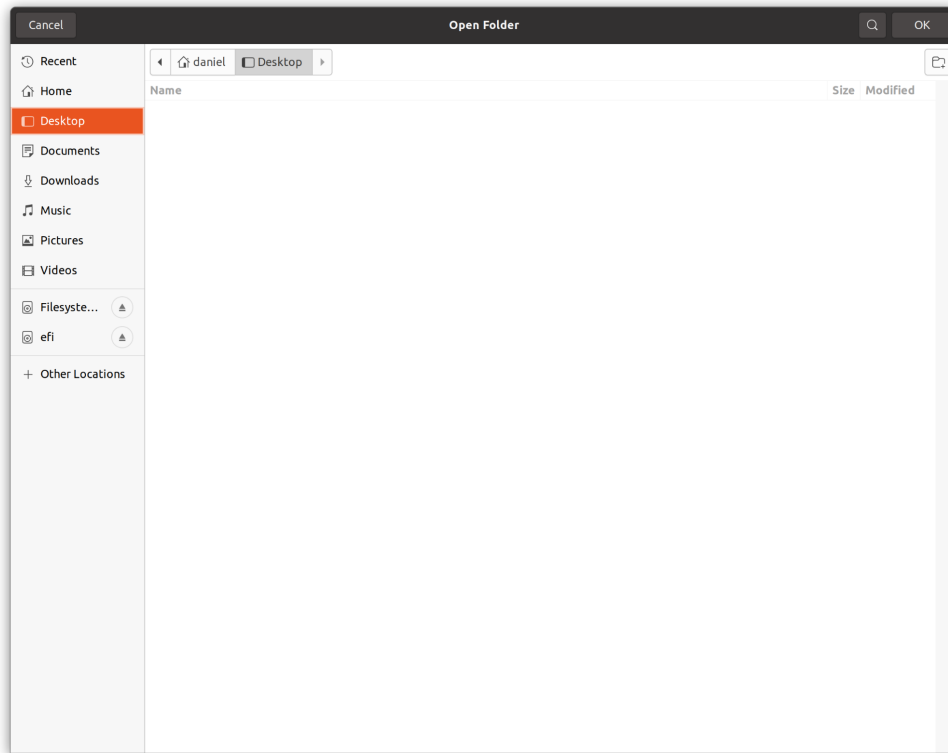 Cancel Open Folder OK
Recent
Home
Desktop
Documents
Downloads
Music
Pictures
Videos
Filesyste...
efi
Other Locations
daniel Desktop
Name Size Modified